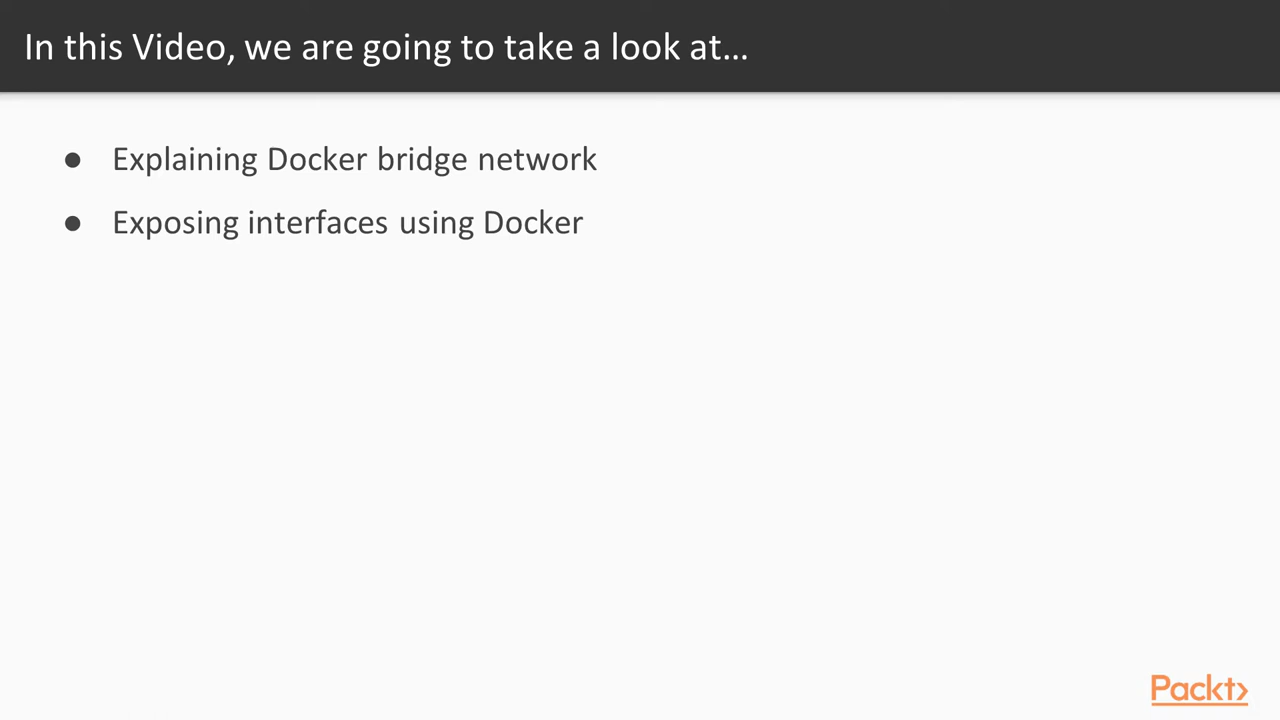 In this Video, we are going to take a look at…
● Explaining Docker bridge network
● Exposing interfaces using Docker
Packt>